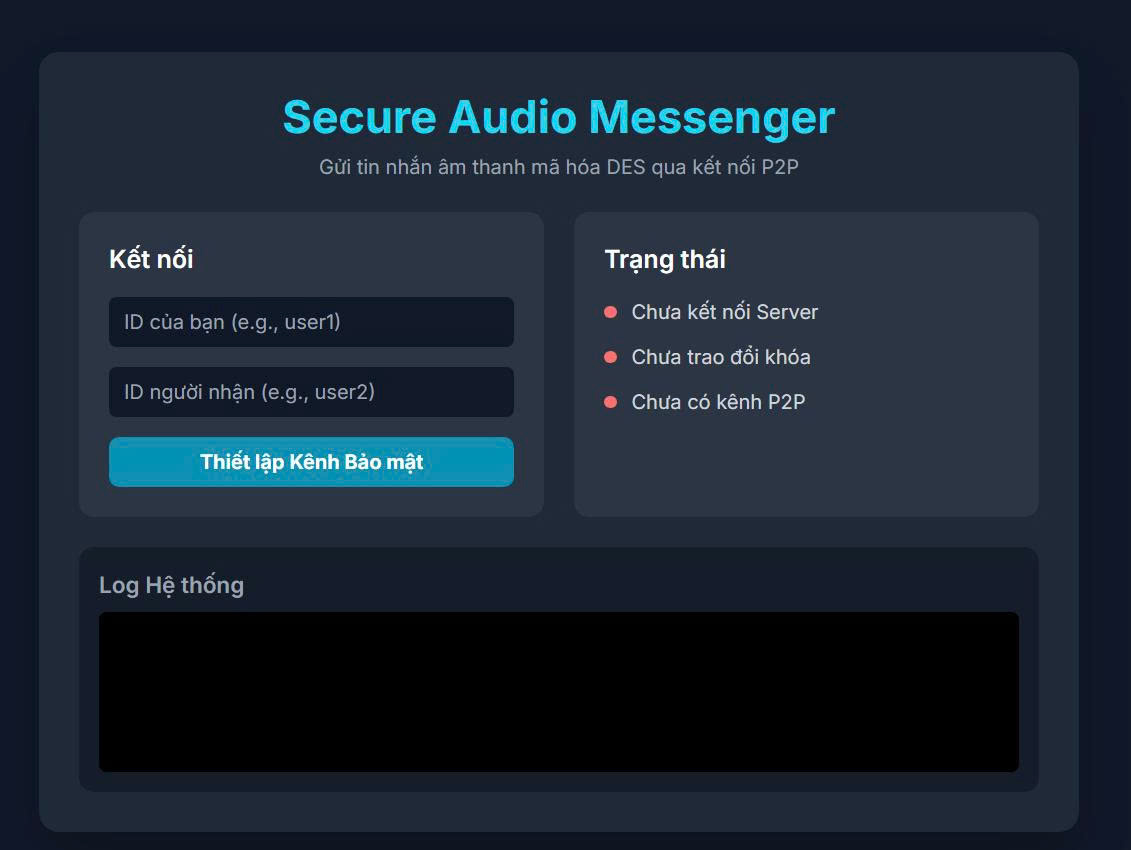 Secure Audio Messenger
Gửi tin nhắn âm thanh mã hóa DES qua kết nối P2P
Kết nối
ID của bạn (e.g., user1)
ID người nhận (e.g., user2)
Thiết lập Kênh Bảo mật
Trạng thái
Chưa kết nối Server
Chưa trao đổi khóa
Chưa có kênh P2P
Log Hệ thống